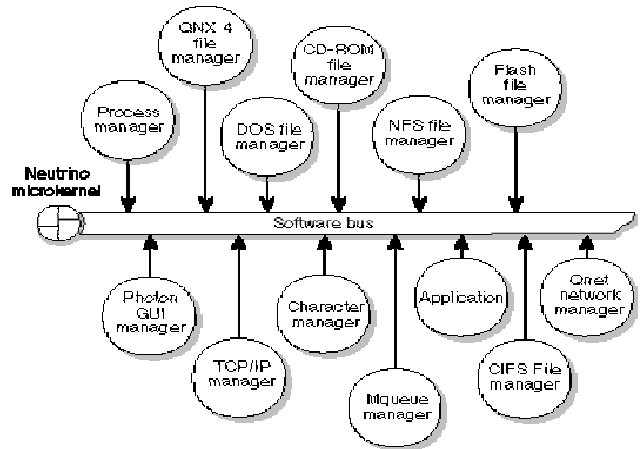 QNX 4
file
manager
CD-ROM
file
manager
Flash
file
manager
Process
manager
DOS file
manager
NFS file
manager
Neutrino
microkernel
Software bus
Photon
GUI
manager
TCP/IP
manager
Character
manager
Mqueue
manager
Application
CIFS File
manager
Qnet
network
manager